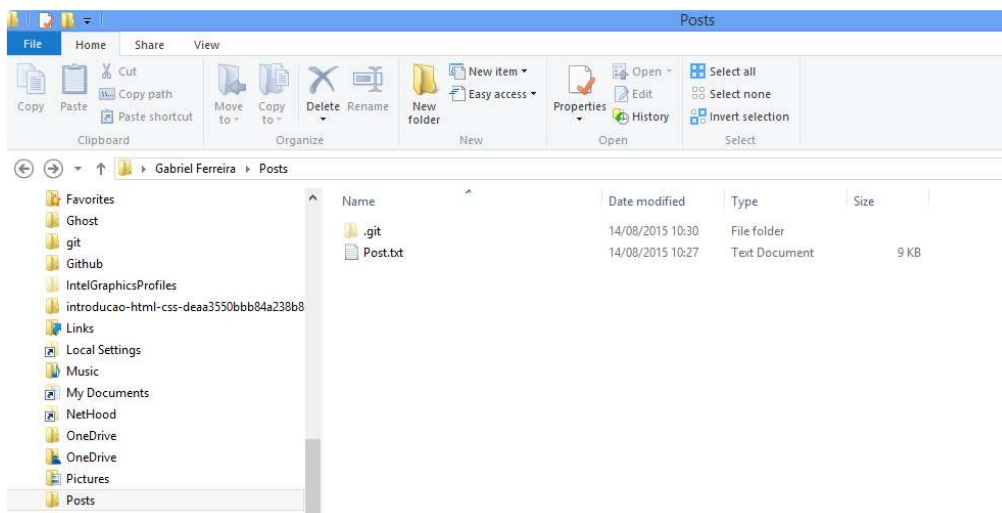 Posts
File Home Share View
Copy
Paste
Cut
Copy path
Paste shortcut
Clipboard
Move to
Copy to
Delete
Rename
Organize
New folder
New item
Easy access
New
Properties
Open
Edit
History
Open
Select all
Select none
Invert selection
Select
Gabriel Ferreira Posts
Favorites
Ghost
git
Github
IntelGraphicsProfiles
introducao-html-css-deaa3550bbb84a238b8
Links
Local Settings
Music
My Documents
NetHood
OneDrive
OneDrive
Pictures
Posts
Name Date modified Type Size
.git 14/08/2015 10:30 File folder
Post.txt 14/08/2015 10:27 Text Document 9 KB